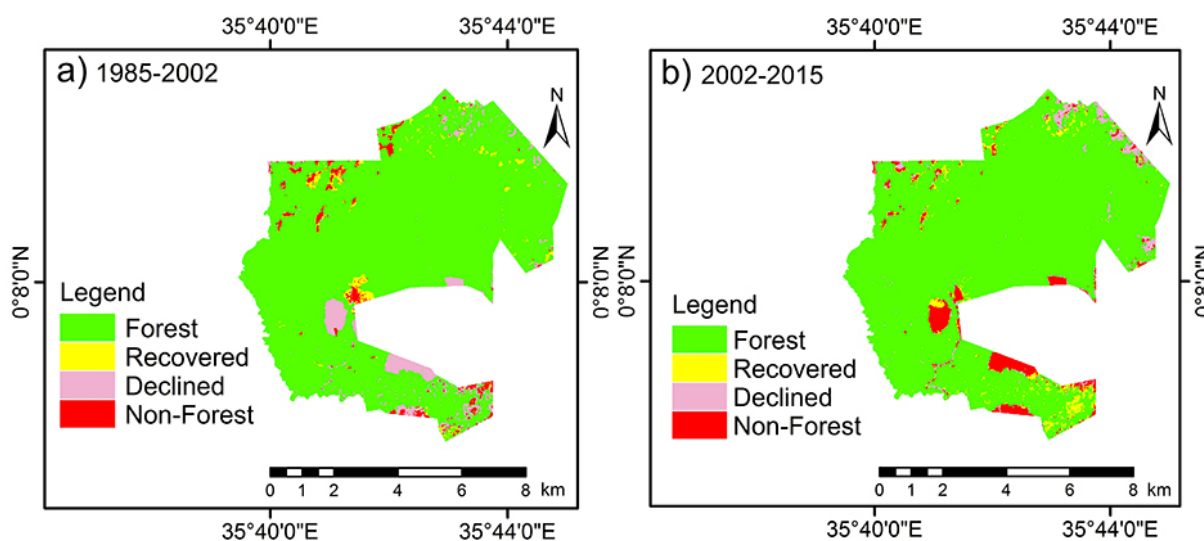 35°40'0"E 35°44'0"E
a) 1985-2002
N
0°8'0"N
Legend
Forest
Recovered
Declined
Non-Forest
0 1 2 4 6 8 km
35°40'0"E 35°44'0"E
35°40'0"E 35°44'0"E
b) 2002-2015
N
0°8'0"N 0°8'0"N
Legend
Forest
Recovered
Declined
Non-Forest
0 1 2 4 6 8 km
35°40'0"E 35°44'0"E